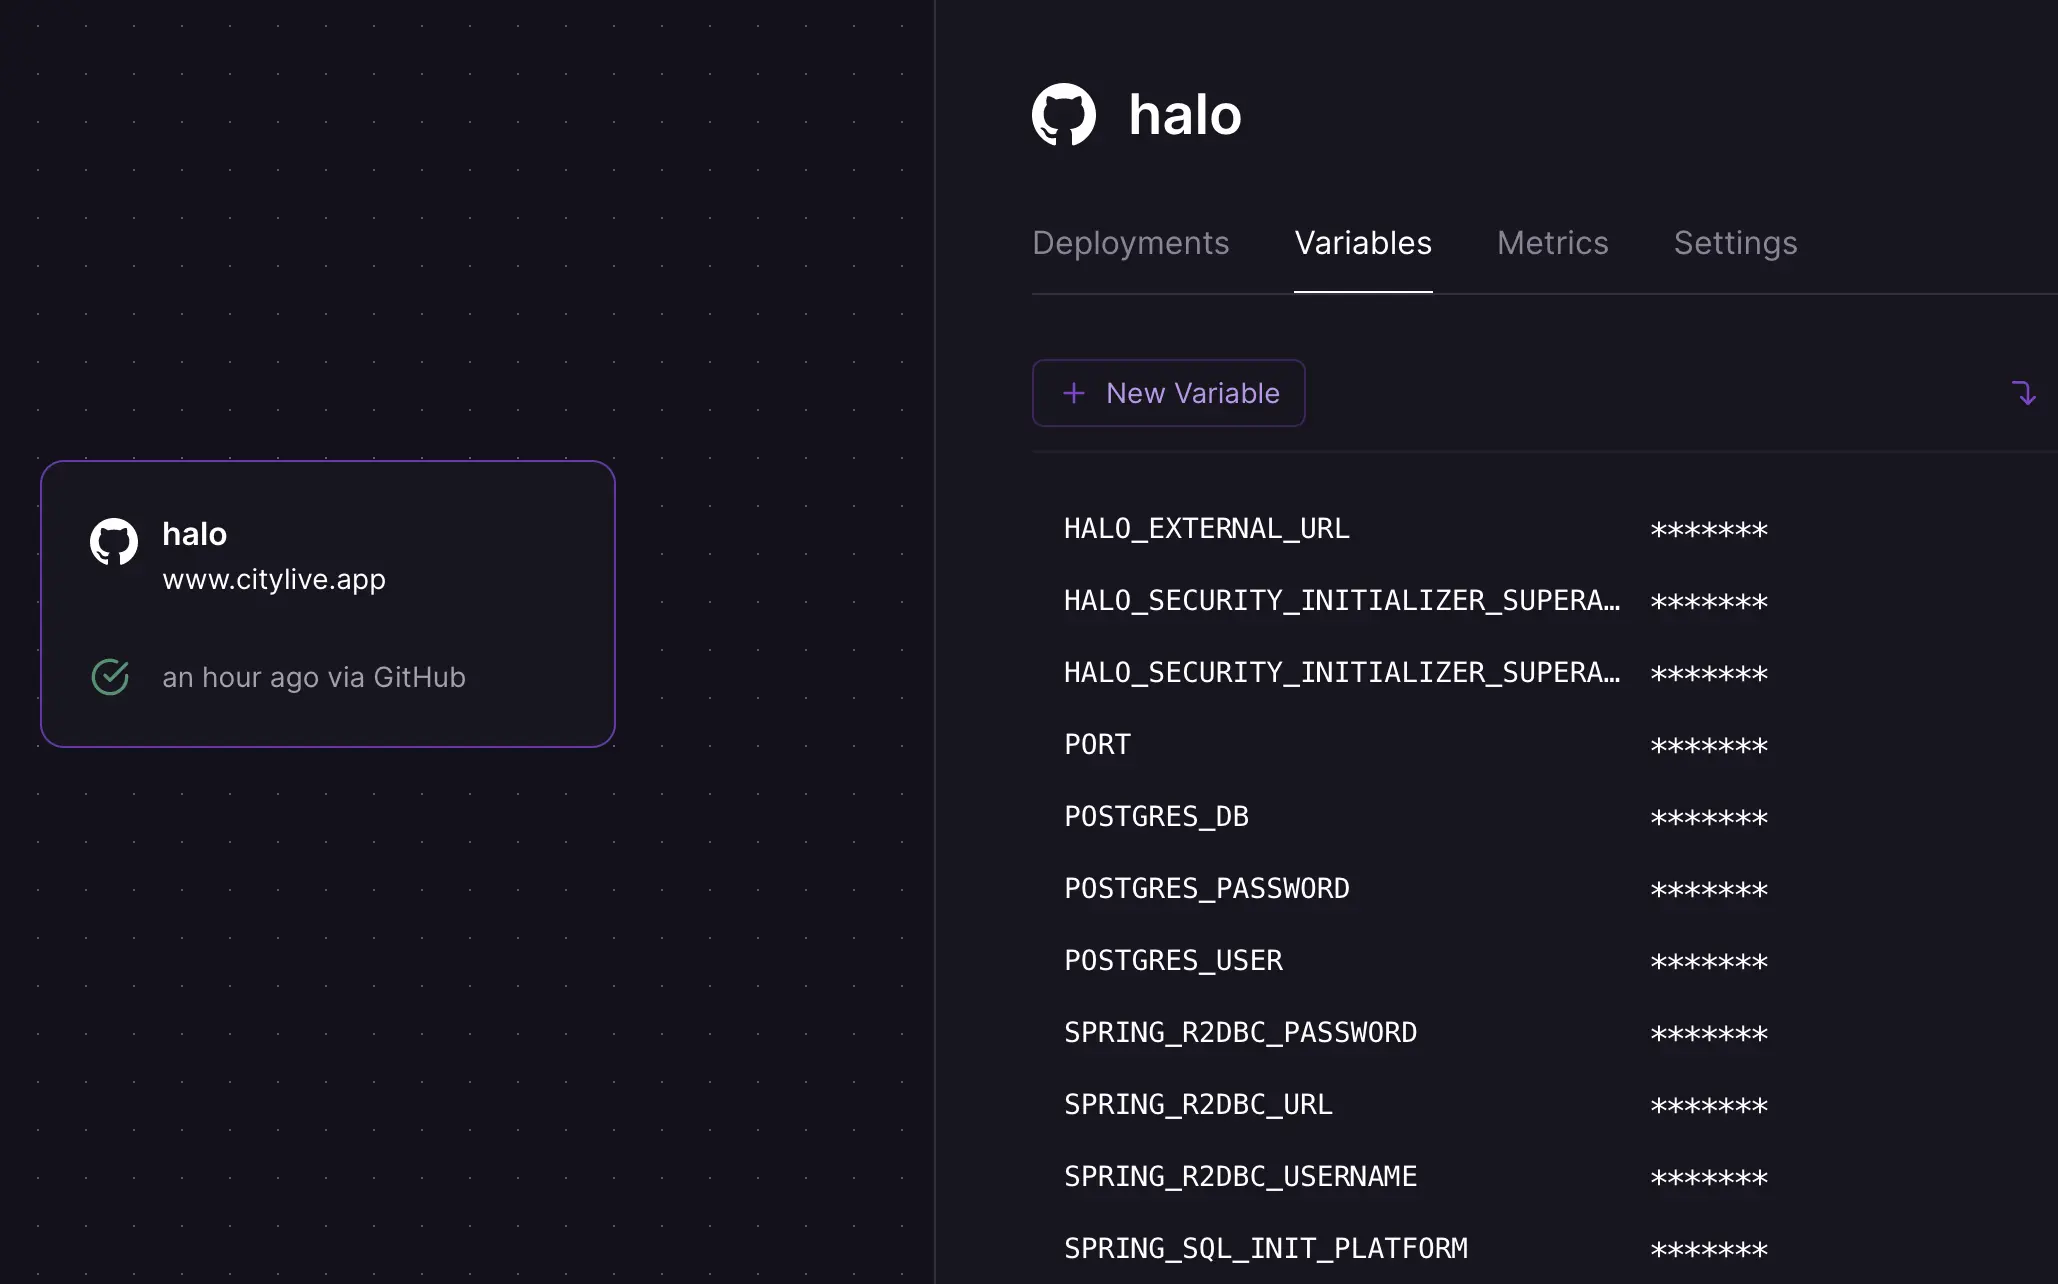 halo
www.citylive.app
an hour ago via GitHub
halo
Deployments Variables Metrics Settings
+ New Variable
HALO_EXTERNAL_URL *******
HALO_SECURITY_INITIALIZER_SUPERA… *******
HALO_SECURITY_INITIALIZER_SUPERA… *******
PORT *******
POSTGRES_DB *******
POSTGRES_PASSWORD *******
POSTGRES_USER *******
SPRING_R2DBC_PASSWORD *******
SPRING_R2DBC_URL *******
SPRING_R2DBC_USERNAME *******
SPRING_SQL_INIT_PLATFORM *******